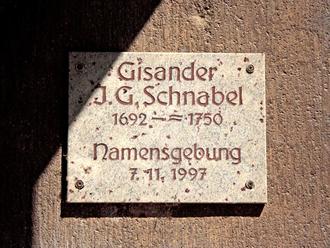 Gisander
J. G. Schnabel
1692 – ≈ 1750
Namensgebung
7. 11. 1997